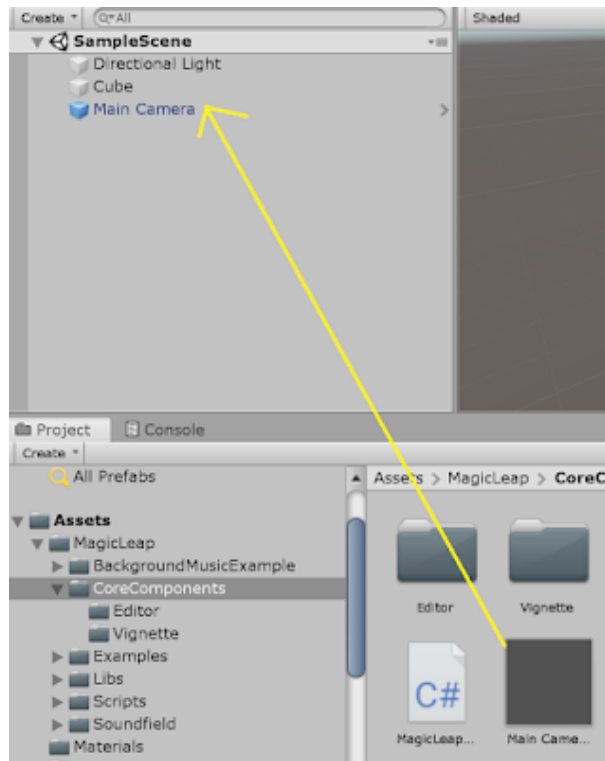 Create
All
Shaded
SampleScene
Directional Light
Cube
Main Camera
Project
Console
Create
All Prefabs
Assets > MagicLeap > CoreC
Assets
MagicLeap
BackgroundMusicExample
CoreComponents
Editor
Vignette
Examples
Libs
Scripts
Soundfield
Materials
Editor
Vignette
C#
MagicLeap...
Main Came...